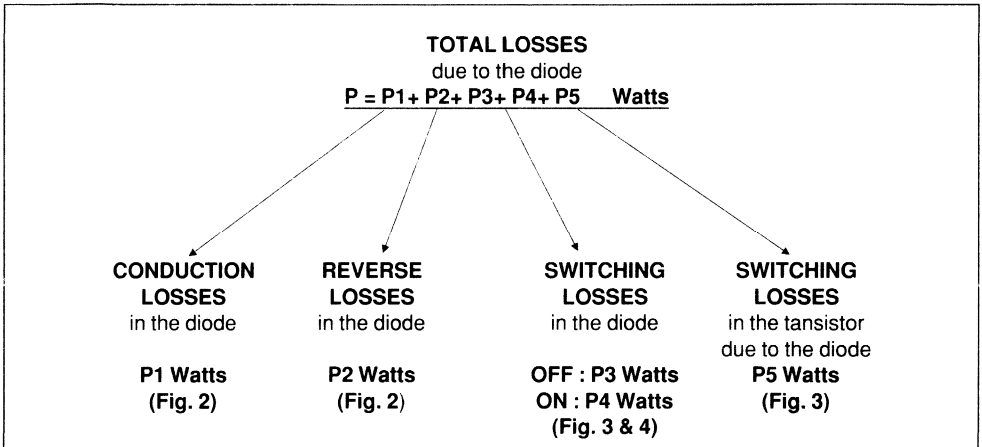 TOTAL LOSSES
due to the diode
P = P1+ P2+ P3+ P4+ P5 Watts
CONDUCTION
LOSSES
in the diode
P1 Watts
(Fig. 2)
REVERSE
LOSSES
in the diode
P2 Watts
(Fig. 2)
SWITCHING
LOSSES
in the diode
OFF : P3 Watts
ON : P4 Watts
(Fig. 3 & 4)
SWITCHING
LOSSES
in the tansistor
due to the diode
P5 Watts
(Fig. 3)